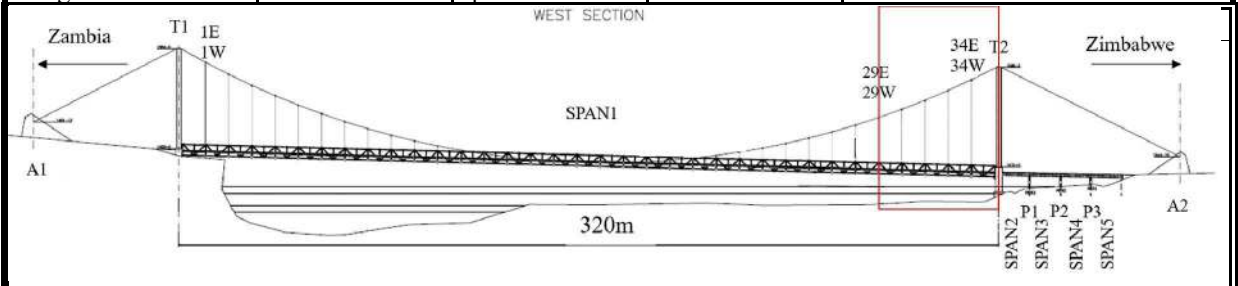 WEST SECTION
Zambia
T1
1E
1W
SPAN1
29E
29W
34E
34W
T2
Zimbabwe
A1
320m
P1
P2
P3
A2
SPAN2
SPAN3
SPAN4
SPAN5